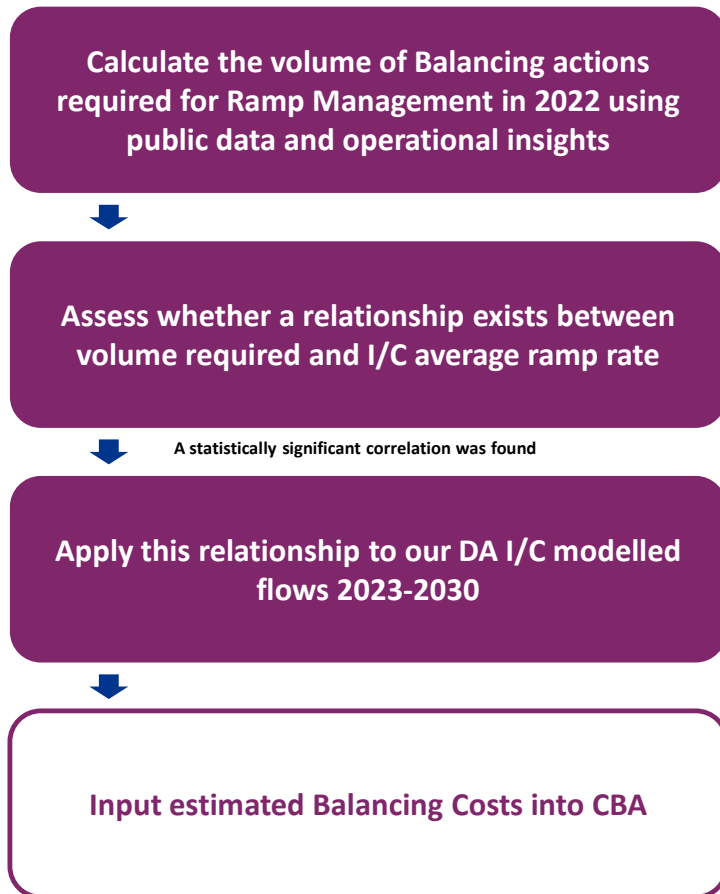 Calculate the volume of Balancing actions
required for Ramp Management in 2022 using
public data and operational insights
Assess whether a relationship exists between
volume required and I/C average ramp rate
A statistically significant correlation was found
Apply this relationship to our DA I/C modelled
flows 2023-2030
Input estimated Balancing Costs into CBA